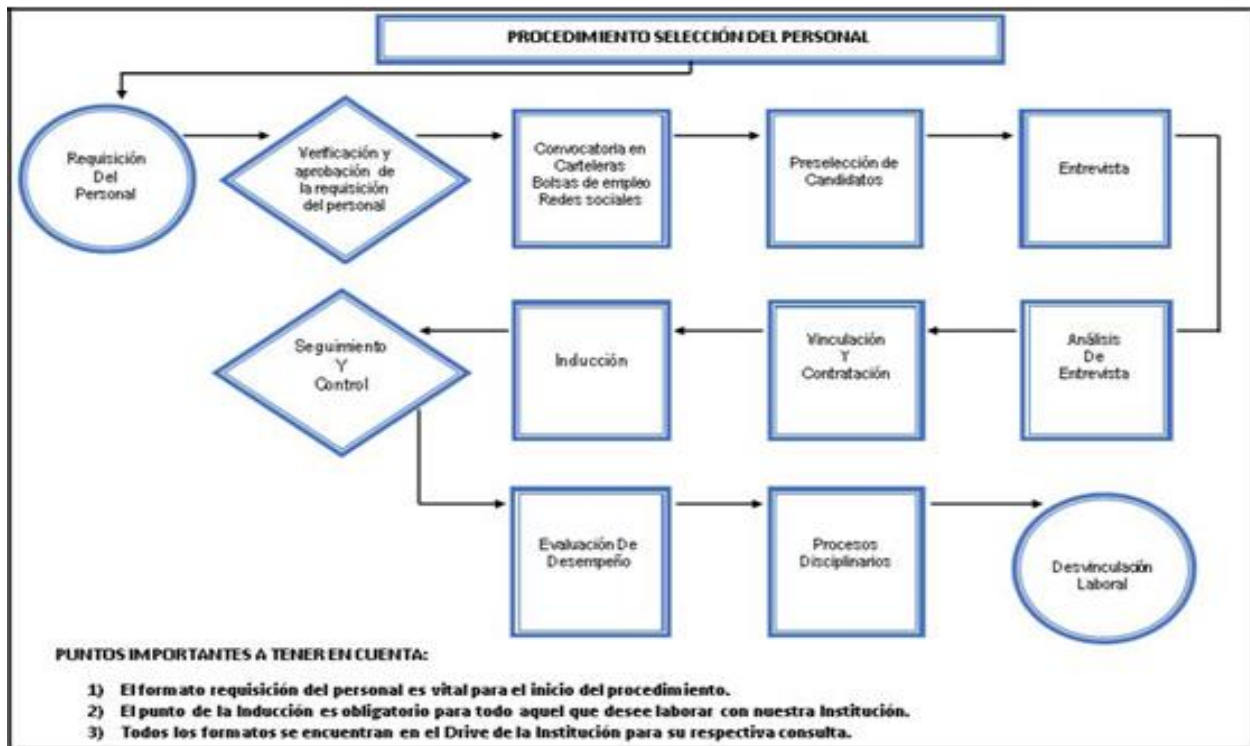 PROCEDIMIENTO SELECCIÓN DEL PERSONAL
Requisición
Del
Personal
Verificación y
aprobación de
la requisición
del personal
Convocatoria en
Carteleras
Bolsas de empleo
Redes sociales
Preselección de
Candidatos
Entrevista
Análisis
De
Entrevista
Vinculación
Y
Contratación
Inducción
Seguimiento
Y
Control
Evaluación De
Desempeño
Procesos
Disciplinarios
Desvinculación
Laboral
PUNTOS IMPORTANTES A TENER EN CUENTA:
1) El formato requisición del personal es vital para el inicio del procedimiento.
2) El punto de la Inducción es obligatorio para todo aquel que desee laborar con nuestra Institución.
3) Todos los formatos se encuentran en el Drive de la Institución para su respectiva consulta.